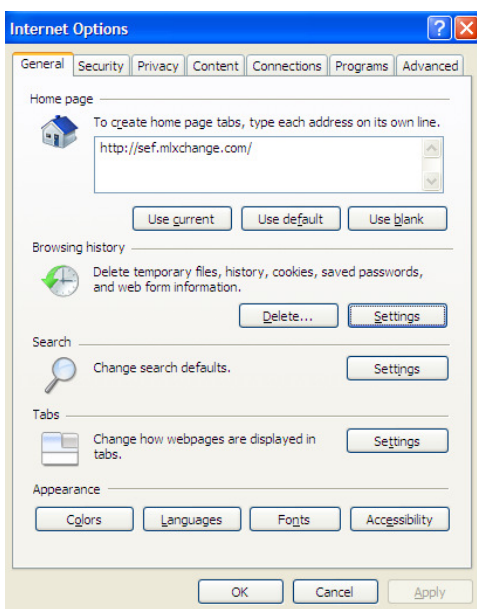 Internet Options
?
X
General Security Privacy Content Connections Programs Advanced
Home page
To create home page tabs, type each address on its own line.
http://sef.mlxchange.com/
Use current Use default Use blank
Browsing history
Delete temporary files, history, cookies, saved passwords,
and web form information.
Delete... Settings
Search
Change search defaults.
Settings
Tabs
Change how webpages are displayed in
tabs.
Settings
Appearance
Colors Languages Fonts Accessibility
OK Cancel Apply